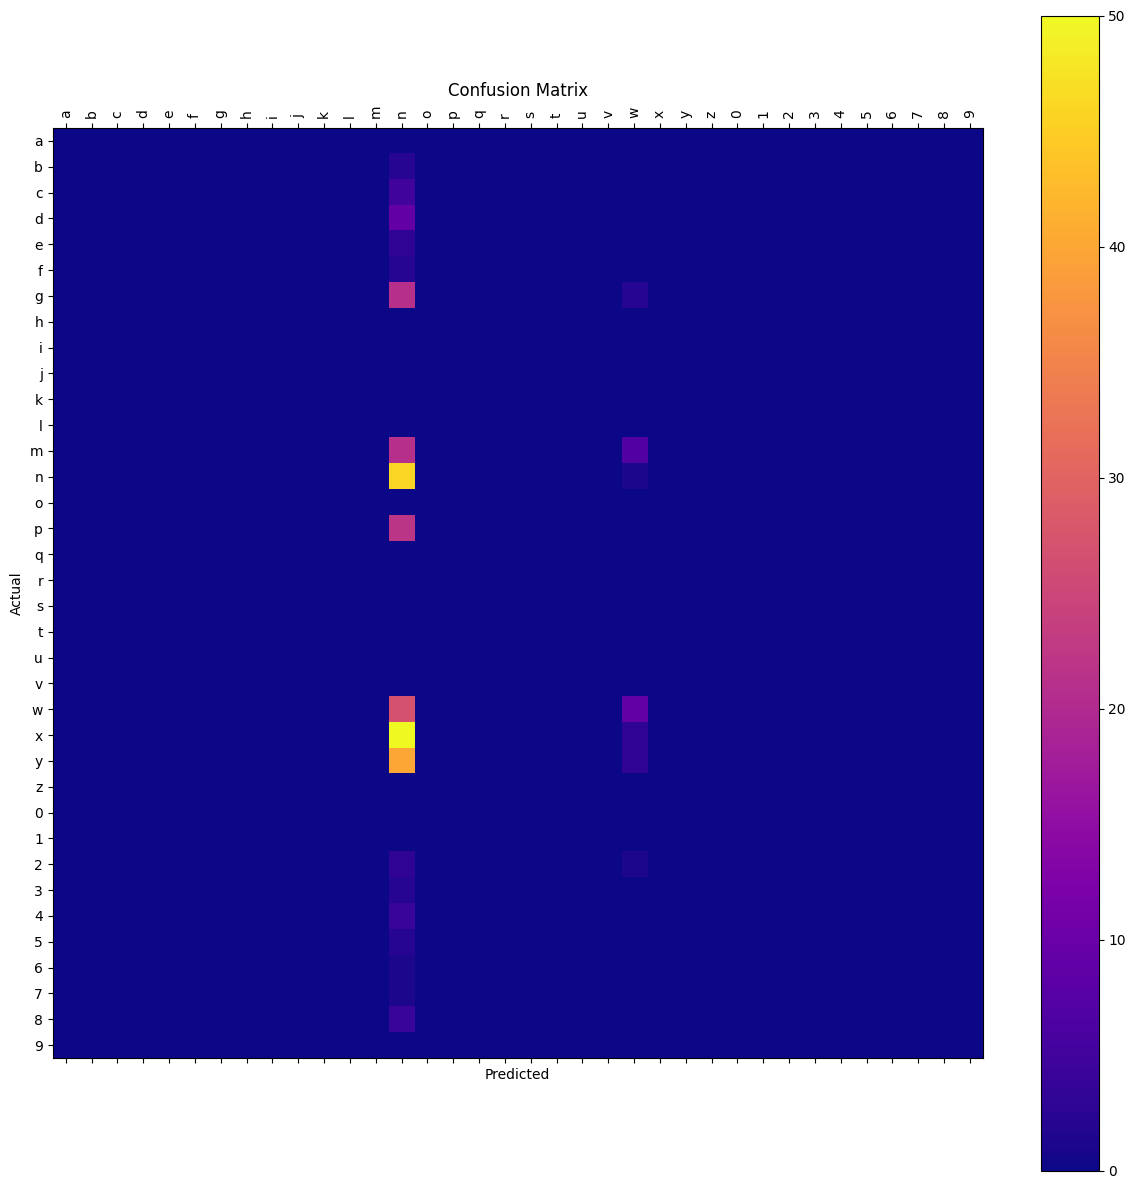 Confusion Matrix
a b c d e f g h i j k l m n o p q r s t u v w x y z 0 1 2 3 4 5 6 7 8 9
a
b
c
d
e
f
g
h
i
j
k
l
m
n
o
p
q
r
s
t
u
v
w
x
y
z
0
1
2
3
4
5
6
7
8
9
Actual
Predicted
50
40
30
20
10
0